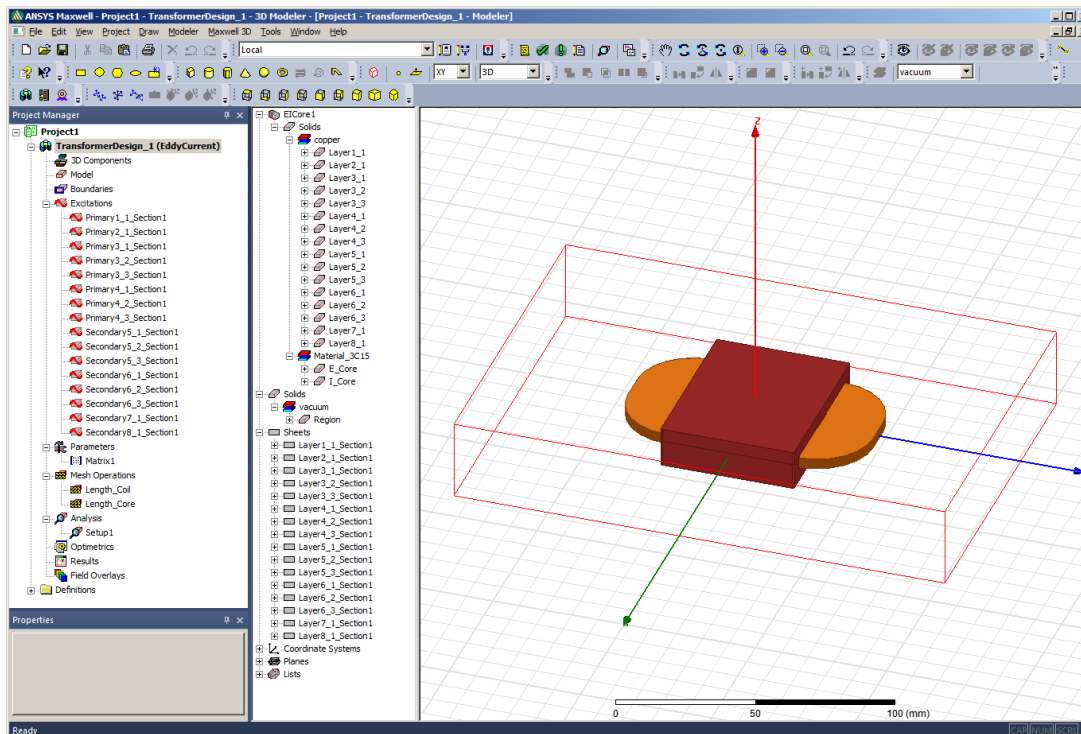 ANSYS Maxwell - Project1 - TransformerDesign_1 - 3D Modeler - [Project1 - TransformerDesign_1 - Modeler]
File Edit View Project Draw Modeler Maxwell 3D Tools Window Help
Local
XY 3D vacuum
Project Manager
Project1
TransformerDesign_1 (EddyCurrent)
3D Components
Model
Boundaries
Excitations
Primary1_1_Section1
Primary2_1_Section1
Primary3_1_Section1
Primary3_2_Section1
Primary3_3_Section1
Primary4_1_Section1
Primary4_2_Section1
Primary4_3_Section1
Secondary5_1_Section1
Secondary5_2_Section1
Secondary5_3_Section1
Secondary6_1_Section1
Secondary6_2_Section1
Secondary6_3_Section1
Secondary7_1_Section1
Secondary8_1_Section1
Parameters
Matrix1
Mesh Operations
Length_Coil
Length_Core
Analysis
Setup1
Optimetrics
Results
Field Overlays
Definitions
Properties
EICore1
Solids
copper
Layer1_1
Layer2_1
Layer3_1
Layer3_2
Layer3_3
Layer4_1
Layer4_2
Layer4_3
Layer5_1
Layer5_2
Layer5_3
Layer6_1
Layer6_2
Layer6_3
Layer7_1
Layer8_1
Material_3C15
E_Core
I_Core
Solids
vacuum
Region
Sheets
Layer1_1_Section1
Layer2_1_Section1
Layer3_1_Section1
Layer3_2_Section1
Layer3_3_Section1
Layer4_1_Section1
Layer4_2_Section1
Layer4_3_Section1
Layer5_1_Section1
Layer5_2_Section1
Layer5_3_Section1
Layer6_1_Section1
Layer6_2_Section1
Layer6_3_Section1
Layer7_1_Section1
Layer8_1_Section1
Coordinate Systems
Planes
Lists
Z
0 50 100 (mm)
Ready
CAP NUM SCRL